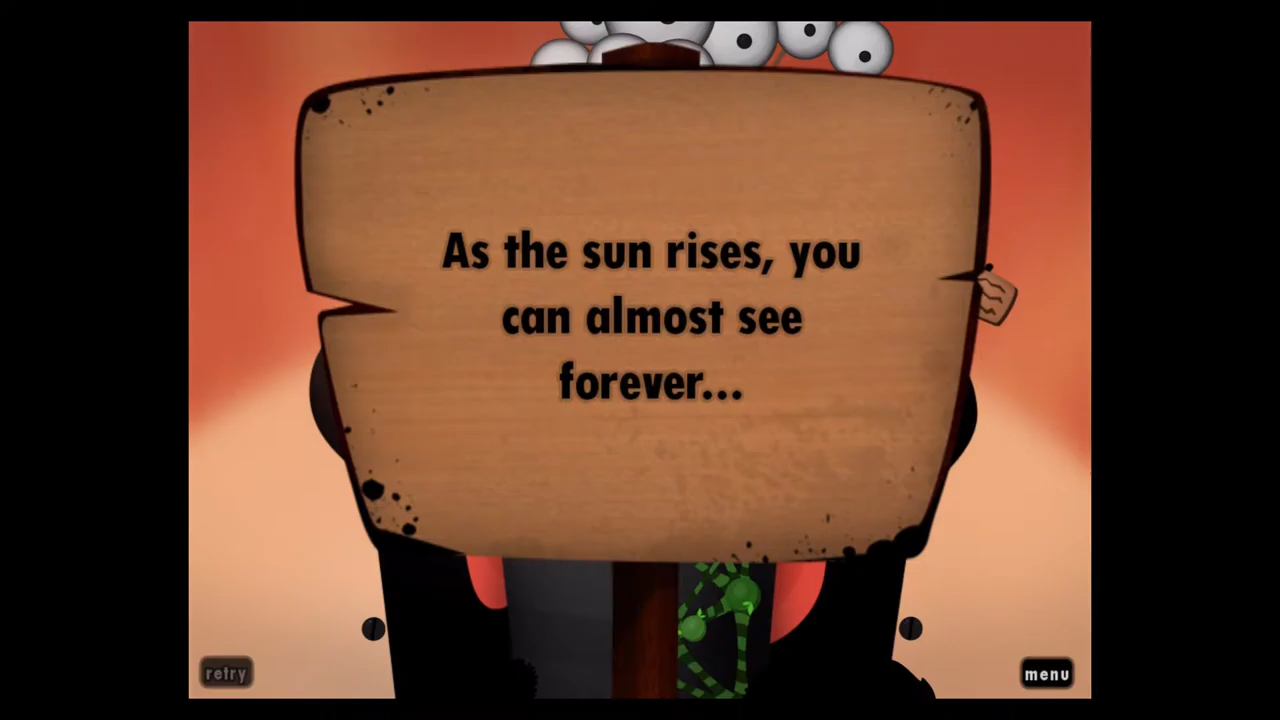 As the sun rises, you
can almost see
forever...
retry
menu